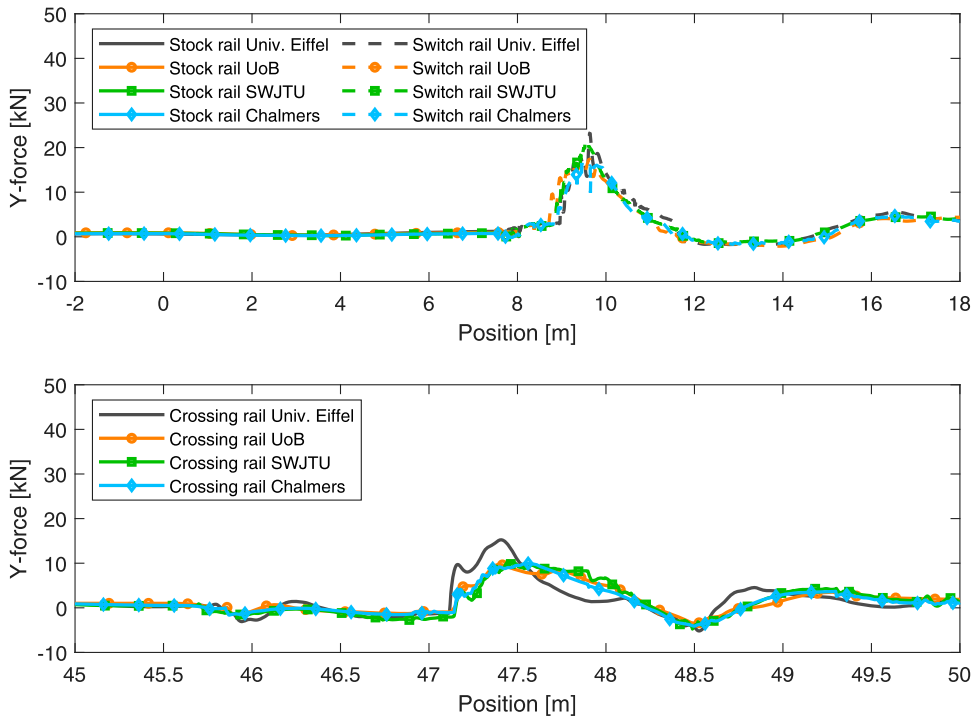 50
40
30
20
10
0
-10
Y-force [kN]
Stock rail Univ. Eiffel
Stock rail UoB
Stock rail SWJTU
Stock rail Chalmers
Switch rail Univ. Eiffel
Switch rail UoB
Switch rail SWJTU
Switch rail Chalmers
-2 0 2 4 6 8 10 12 14 16 18
Position [m]
50
40
30
20
10
0
-10
Y-force [kN]
Crossing rail Univ. Eiffel
Crossing rail UoB
Crossing rail SWJTU
Crossing rail Chalmers
45 45.5 46 46.5 47 47.5 48 48.5 49 49.5 50
Position [m]